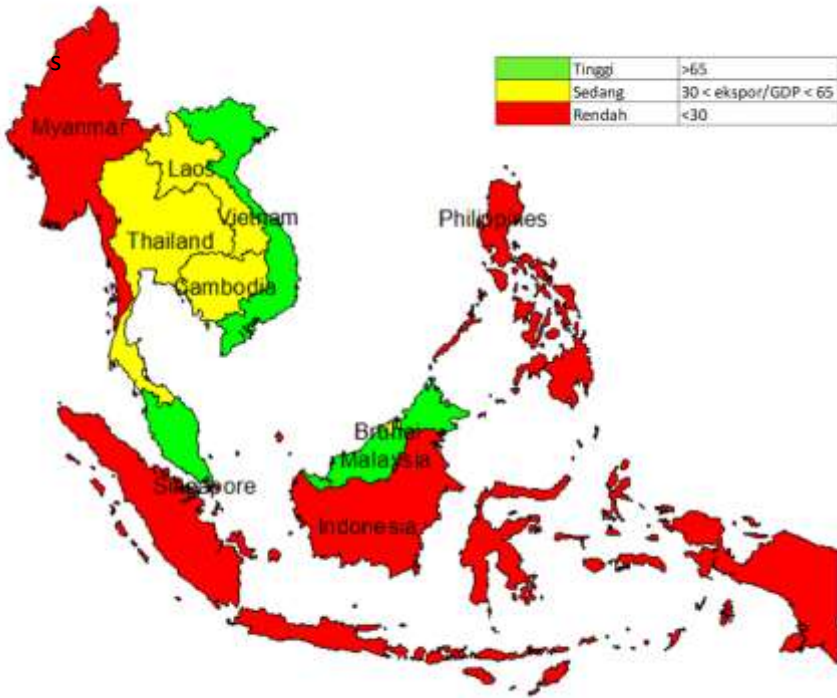 S
Tinggi >65
Sedang 30 < ekspor/GDP < 65
Rendah <30
Myanmar
Laos
Vietnam
Philippines
Thailand
Cambodia
Brunei
Malaysia
Singapore
Indonesia